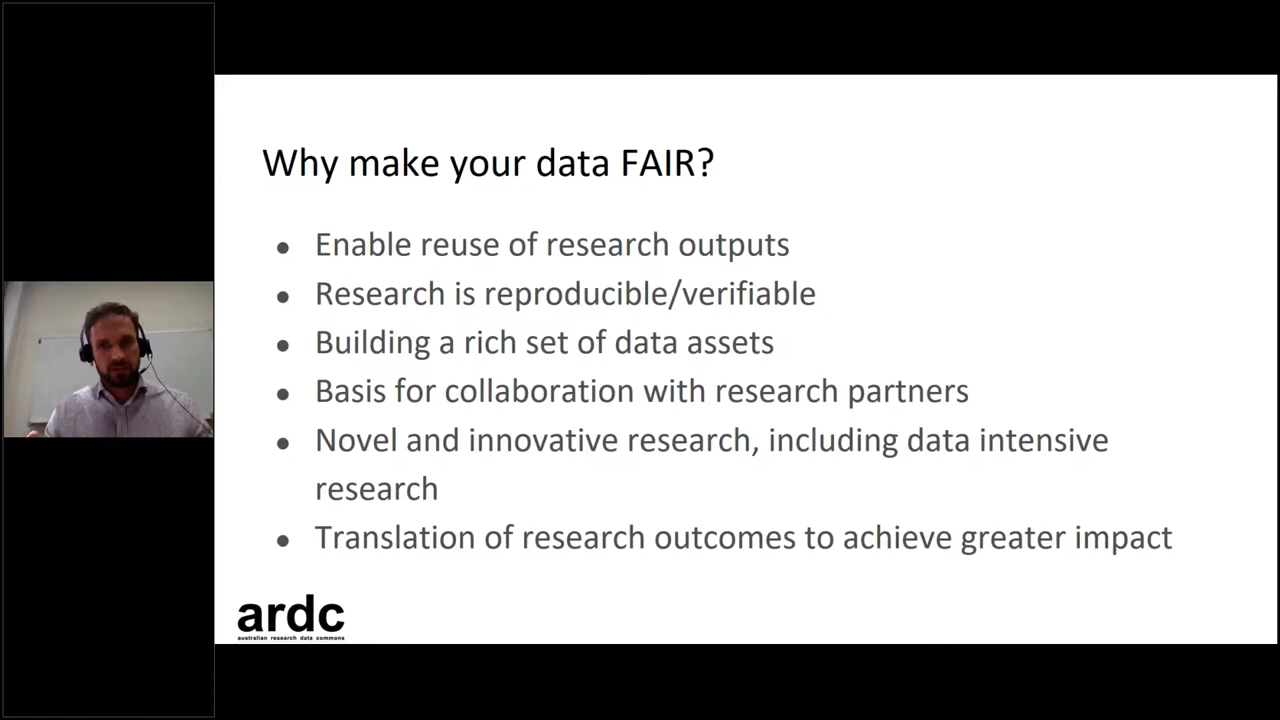 Why make your data FAIR?
● Enable reuse of research outputs
● Research is reproducible/verifiable
● Building a rich set of data assets
● Basis for collaboration with research partners
● Novel and innovative research, including data intensive
research
● Translation of research outcomes to achieve greater impact
ardc
australian research data commons